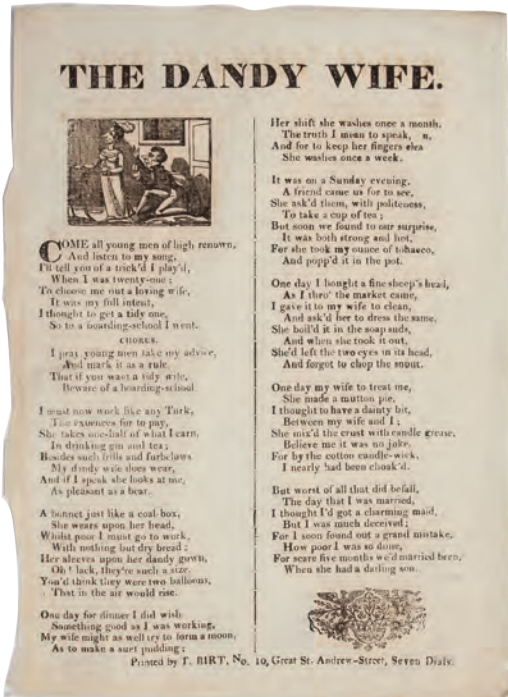 THE DANDY WIFE.
COME all young men of high renown,
And listen to my song,
I'll tell you of a trick'd I play'd,
When I was twenty-one ;
To choose me out a loving wife,
It was my full intent,
I thought to get a tidy one,
So to a boarding-school I went.
CHORUS.
I pray young men take my advice,
And mark it as a rule,
That if you want a tidy wife,
Beware of a boarding-school.
I must now work like any Turk,
The expences for to pay,
She takes one-half of what I earn,
In drinking gin and tea ;
Besides such frills and furbelows
My dandy wife does wear,
And if I speak she looks at me,
As pleasant as a bear.
A bonnet just like a coal box,
She wears upon her head,
Whilst poor I must go to work,
With nothing but dry bread ;
Her sleeves upon her dandy gown,
Oh ! lack, they're such a size,
You'd think they were two balloons,
That in the air would rise.
One day for dinner I did wish
Something good as I was working,
My wife might as well try to form a moon,
As to make a suet pudding ;
Her shift she washes once a month,
The truth I mean to speak, n,
And for to keep her fingers clea
She washes once a week.
It was on a Sunday evening,
A friend came us for to see,
She ask'd them, with politeness,
To take a cup of tea ;
But soon we found to our surprise,
It was both strong and hot,
For she took my ounce of tobacco,
And popp'd it in the pot.
One day I bought a fine sheep's head,
As I thro' the market came,
I gave it to my wife to clean,
And ask'd her to dress the same,
She boil'd it in the soap suds,
And when she took it out,
She'd left the two eyes in its head,
And forgot to chop the snout.
One day my wife to treat me,
She made a mutton pie,
I thought to have a dainty bit,
Between my wife and I ;
She mix'd the crust with candle grease,
Believe me it was no joke,
For by the cotton candle-wick,
I nearly had been choak'd.
But worst of all that did befall,
The day that I was married,
I thought I'd got a charming maid,
But I was much deceived ;
For I soon found out a grand mistake,
How poor I was so done,
For scare five months we'd married been,
When she had a darling son.
Printed by T. BIRT, No. 10, Great St. Andrew-Street, Seven Dials.